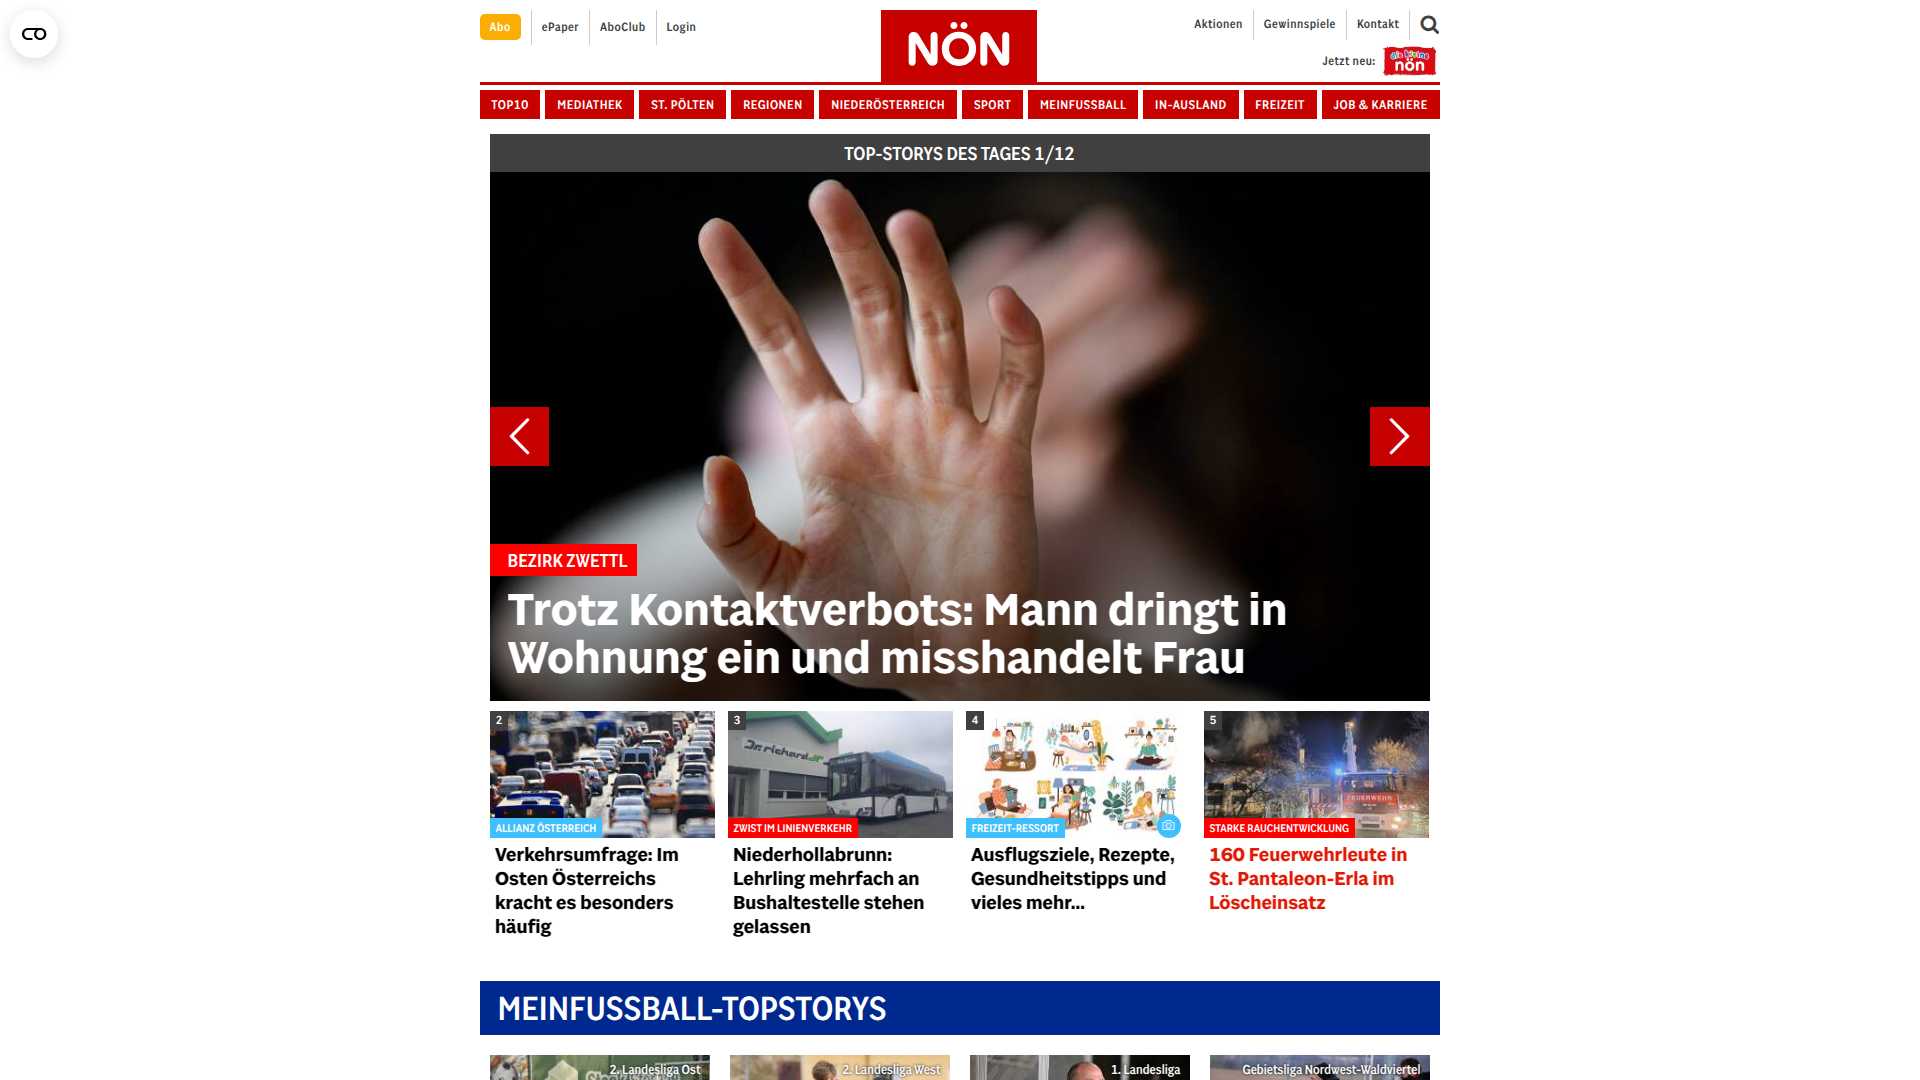 Abo
ePaper
AboClub
Login
NÖN
Aktionen
Gewinnspiele
Kontakt
Jetzt neu:
die kleine
nön
TOP10
MEDIATHEK
ST. PÖLTEN
REGIONEN
NIEDERÖSTERREICH
SPORT
MEINFUSSBALL
IN-AUSLAND
FREIZEIT
JOB & KARRIERE
TOP-STORYS DES TAGES 1/12
BEZIRK ZWETTL
Trotz Kontaktverbots: Mann dringt in
Wohnung ein und misshandelt Frau
2
ALLIANZ ÖSTERREICH
Verkehrsumfrage: Im
Osten Österreichs
kracht es besonders
häufig
3
Dr. richard
ZWIST IM LINIENVERKEHR
Niederhollabrunn:
Lehrling mehrfach an
Bushaltestelle stehen
gelassen
4
FREIZEIT-RESSORT
Ausflugsziele, Rezepte,
Gesundheitstipps und
vieles mehr...
5
FEUERWEHR
STARKE RAUCHENTWICKLUNG
160 Feuerwehrleute in
St. Pantaleon-Erla im
Löscheinsatz
MEINFUSSBALL-TOPSTORYS
2. Landesliga Ost
2. Landesliga West
1. Landesliga
Gebietsliga Nordwest-Waldviertel